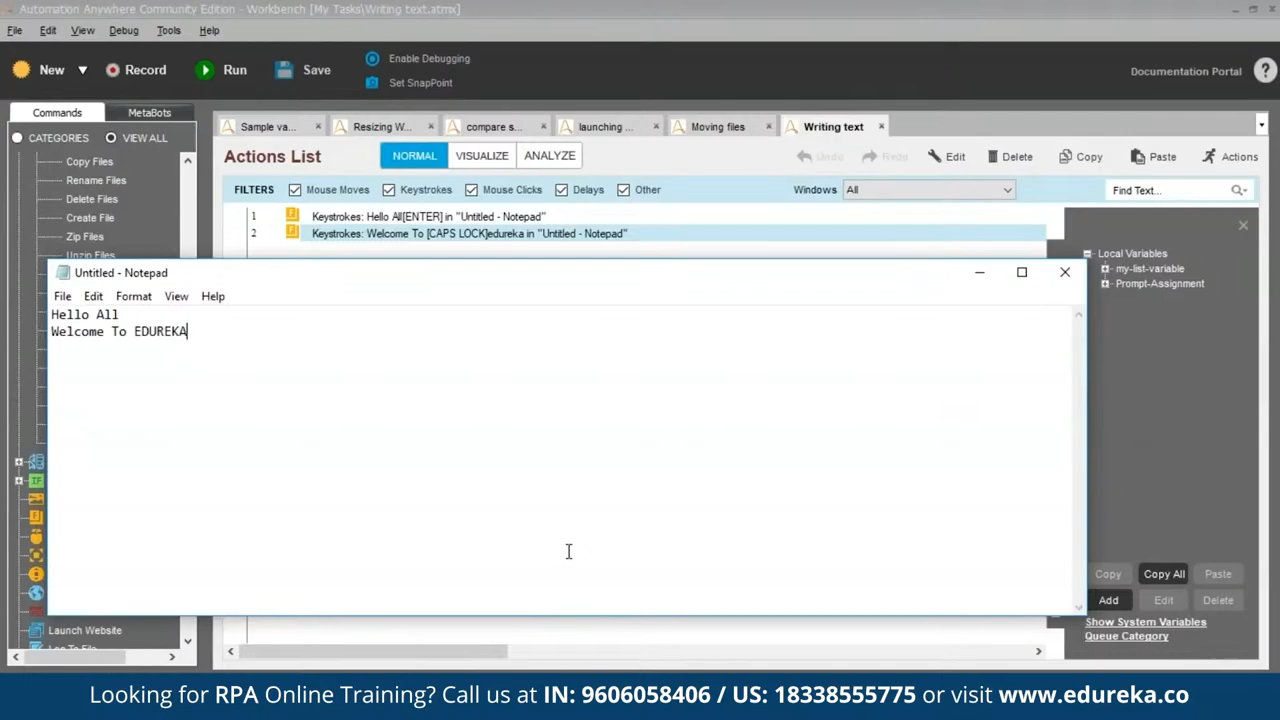 Automation Anywhere Community Edition - Workbench [My Tasks\Writing text.atmx]
File Edit View Debug Tools Help
New Record Run Save
Enable Debugging
Set SnapPoint
Documentation Portal ?
Commands MetaBots
CATEGORIES VIEW ALL
Copy Files
Rename Files
Delete Files
Create File
Zip Files
Unzip Files
Launch Website
Log To File
Sample va... Resizing W... compare s... launching ... Moving files Writing text
Actions List NORMAL VISUALIZE ANALYZE Undo Redo Edit Delete Copy Paste Actions
FILTERS Mouse Moves Keystrokes Mouse Clicks Delays Other Windows All Find Text...
1 Keystrokes: Hello All[ENTER] in "Untitled - Notepad"
2 Keystrokes: Welcome To [CAPS LOCK]edureka in "Untitled - Notepad"
Local Variables
my-list-variable
Prompt-Assignment
Untitled - Notepad
File Edit Format View Help
Hello All
Welcome To EDUREKA
Copy Copy All Paste
Add Edit Delete
Show System Variables
Queue Category
Looking for RPA Online Training? Call us at IN: 9606058406 / US: 18338555775 or visit www.edureka.co